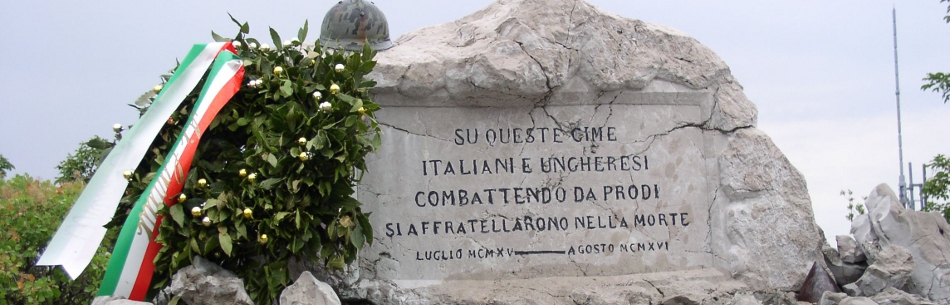 SU QUESTE CIME
ITALIANI E UNGHERESI
COMBATTENDO DA PRODI
SI AFFRATELLARONO NELLA MORTE
LUGLIO MCMXV — AGOSTO MCMXVI